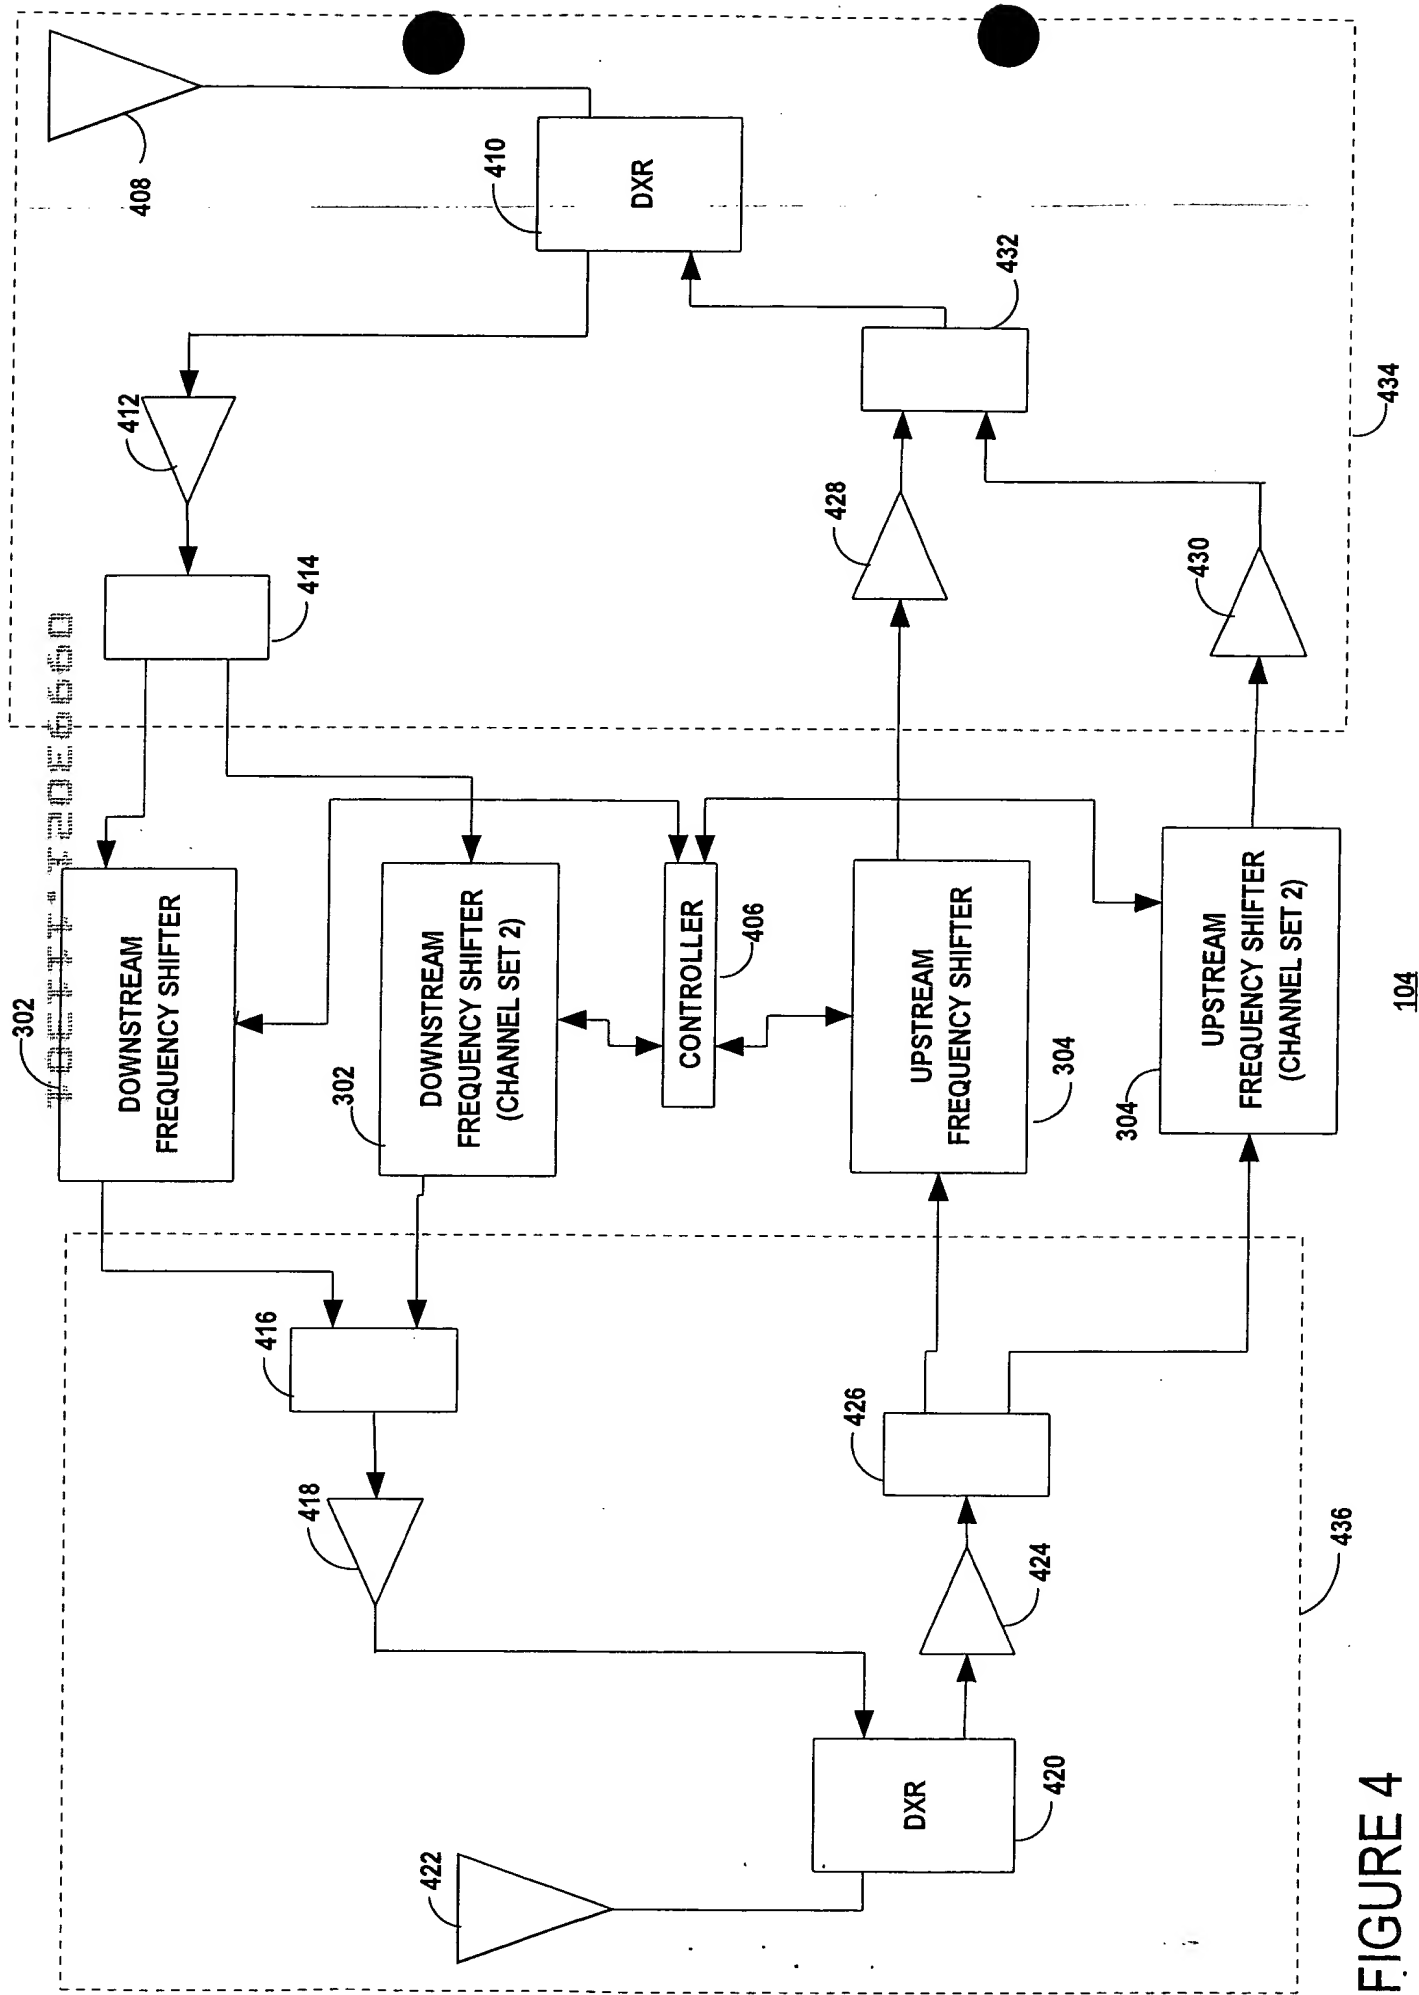 408
410
DXR
412
432
414
428
430
434
302
DOWNSTREAM
FREQUENCY SHIFTER
302
DOWNSTREAM
FREQUENCY SHIFTER
(CHANNEL SET 2)
CONTROLLER
406
UPSTREAM
FREQUENCY SHIFTER
304
304
UPSTREAM
FREQUENCY SHIFTER
(CHANNEL SET 2)
104
416
418
426
424
436
422
DXR
420
FIGURE 4